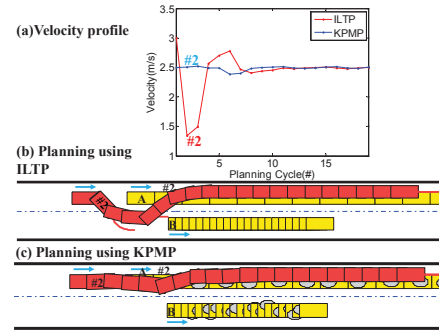 (a)Velocity profile
3.5
3
2.5
2
1.5
1
Velocity(m/s)
#2
#2
ILTP
KPMP
5
10
15
Planning Cycle(#)
(b) Planning using
ILTP
#2
A
#2
B
(c) Planning using KPMP
#2
A
#2
B